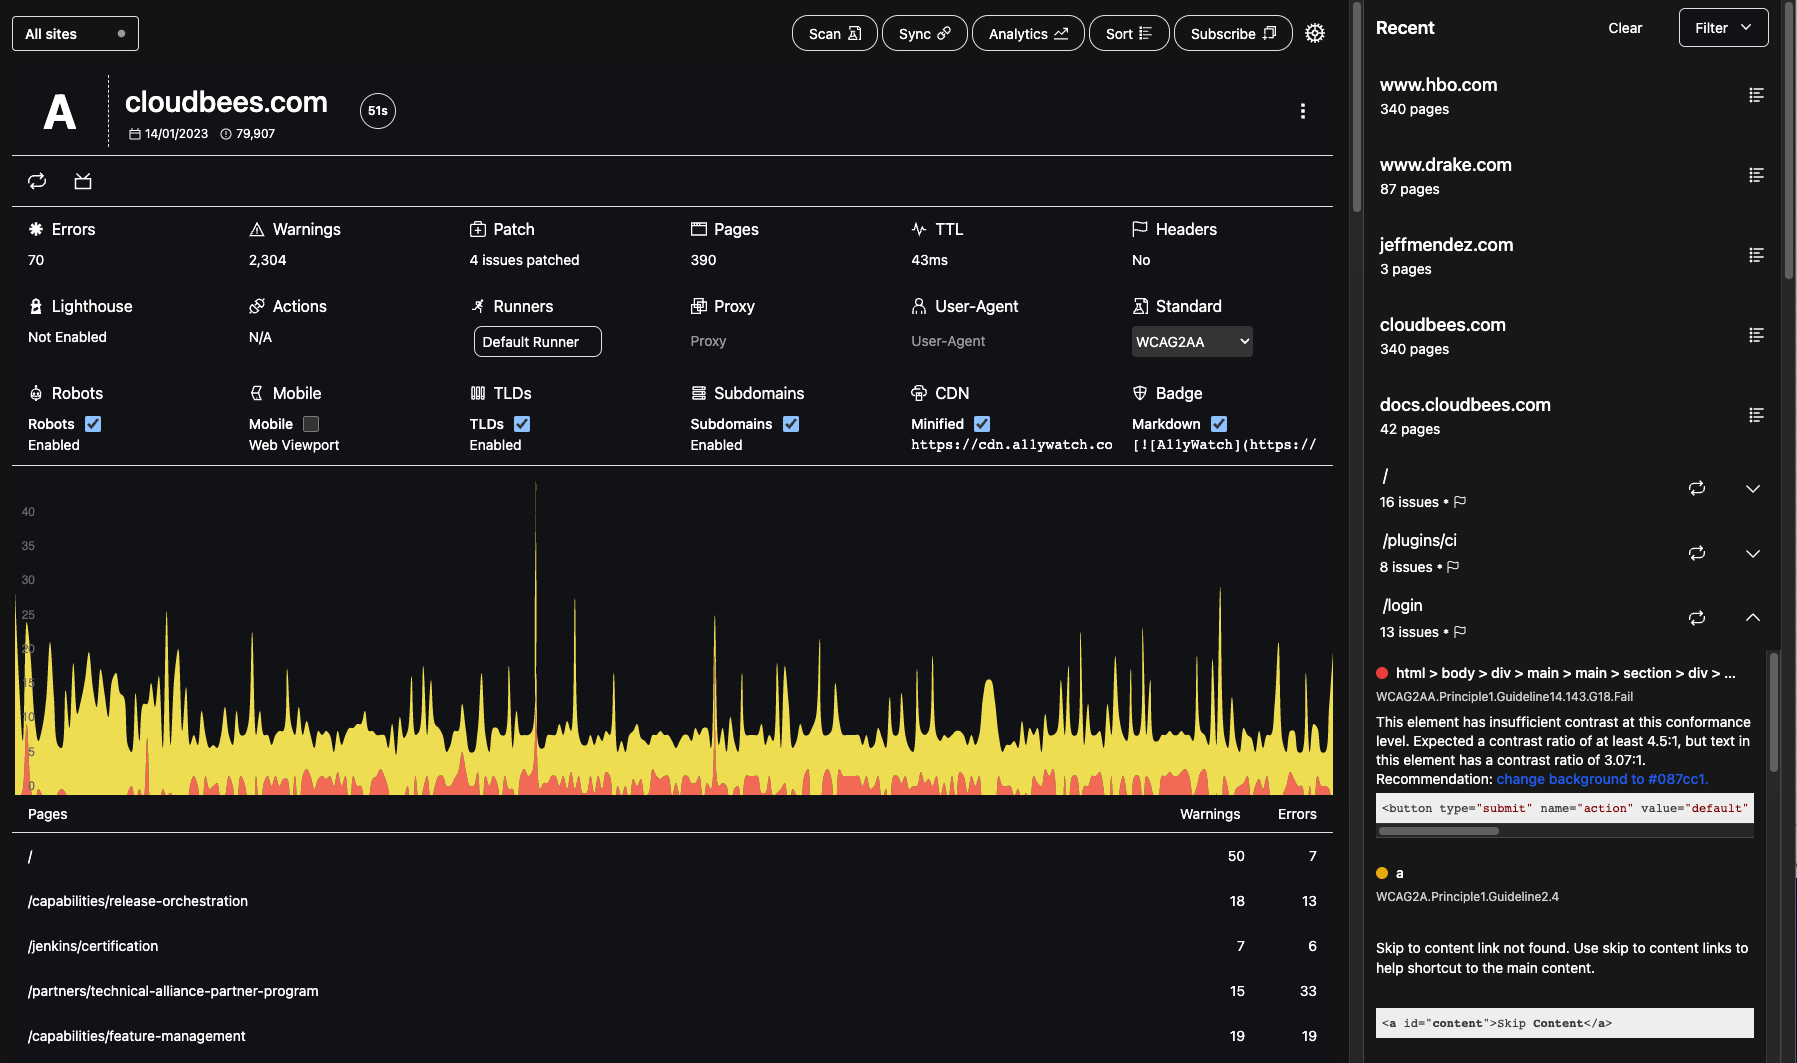 All sites
Scan
Sync
Analytics
Sort
Subscribe
A
cloudbees.com
51s
14/01/2023
79,907
Errors
70
Warnings
2,304
Patch
4 issues patched
Pages
390
TTL
43ms
Headers
No
Lighthouse
Not Enabled
Actions
N/A
Runners
Default Runner
Proxy
Proxy
User-Agent
User-Agent
Standard
WCAG2AA
Robots
Robots
Enabled
Mobile
Mobile
Web Viewport
TLDs
TLDs
Enabled
Subdomains
Subdomains
Enabled
CDN
Minified
https://cdn.a11ywatch.co
Badge
Markdown
[![A11yWatch](https://
40
35
30
25
20
15
10
5
0
Pages Warnings Errors
/ 50 7
/capabilities/release-orchestration 18 13
/jenkins/certification 7 6
/partners/technical-alliance-partner-program 15 33
/capabilities/feature-management 19 19
Recent
Clear
Filter
www.hbo.com
340 pages
www.drake.com
87 pages
jeffmendez.com
3 pages
cloudbees.com
340 pages
docs.cloudbees.com
42 pages
/
16 issues •
/plugins/ci
8 issues •
/login
13 issues •
html > body > div > main > main > section > div > ...
WCAG2AA.Principle1.Guideline14.143.G18.Fail
This element has insufficient contrast at this conformance
level. Expected a contrast ratio of at least 4.5:1, but text in
this element has a contrast ratio of 3.07:1.
Recommendation: change background to #087cc1.
<button type="submit" name="action" value="default"
a
WCAG2A.Principle1.Guideline2.4
Skip to content link not found. Use skip to content links to
help shortcut to the main content.
<a id="content">Skip Content</a>